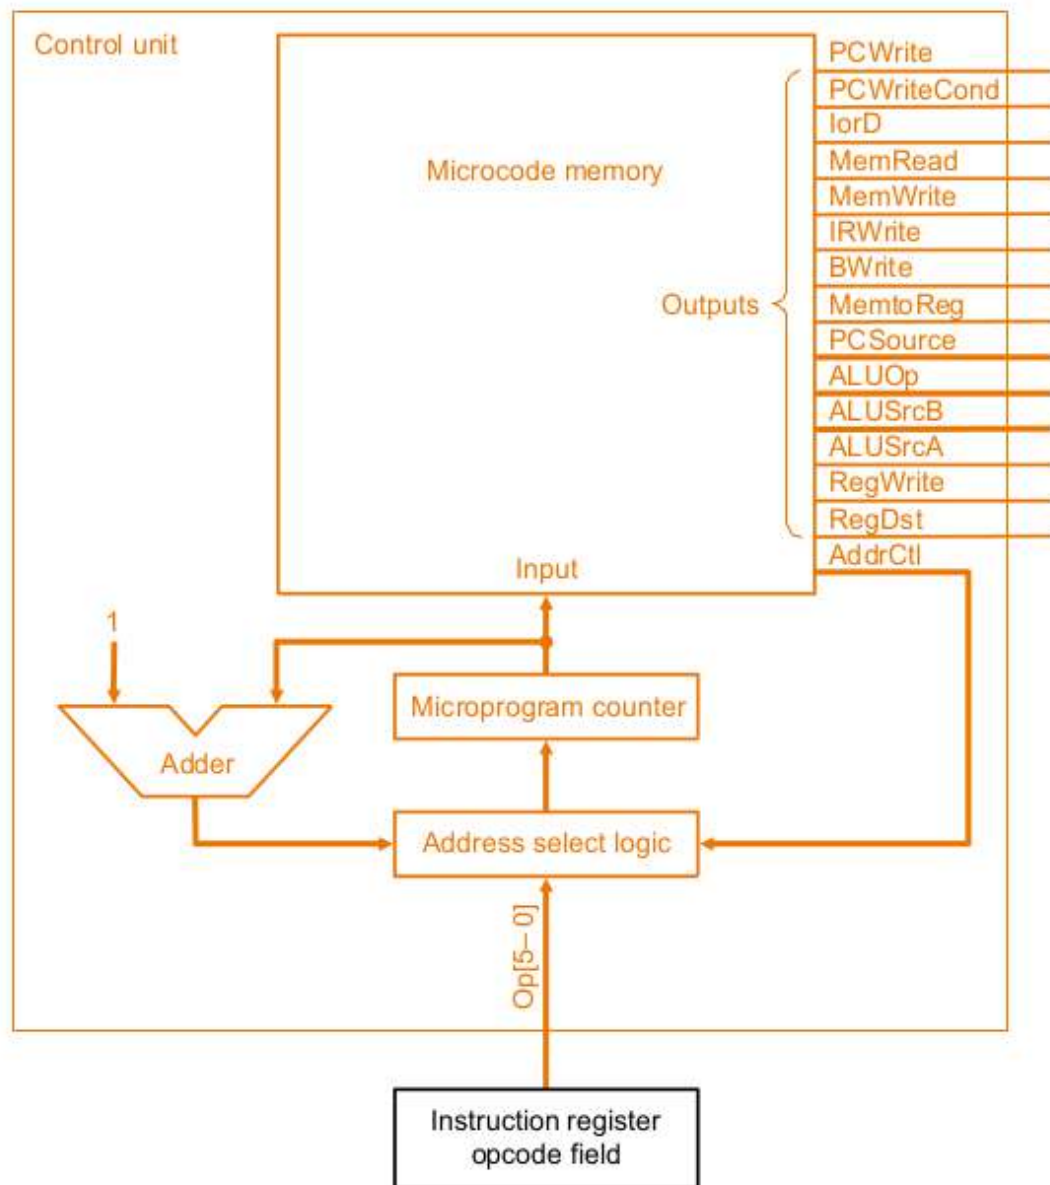 Control unit
Microcode memory
Outputs
Input
PCWrite
PCWriteCond
IorD
MemRead
MemWrite
IRWrite
BWrite
MemtoReg
PCSource
ALUOp
ALUSrcB
ALUSrcA
RegWrite
RegDst
AddrCtl
1
Microprogram counter
Adder
Address select logic
Op[5– 0]
Instruction register
opcode field